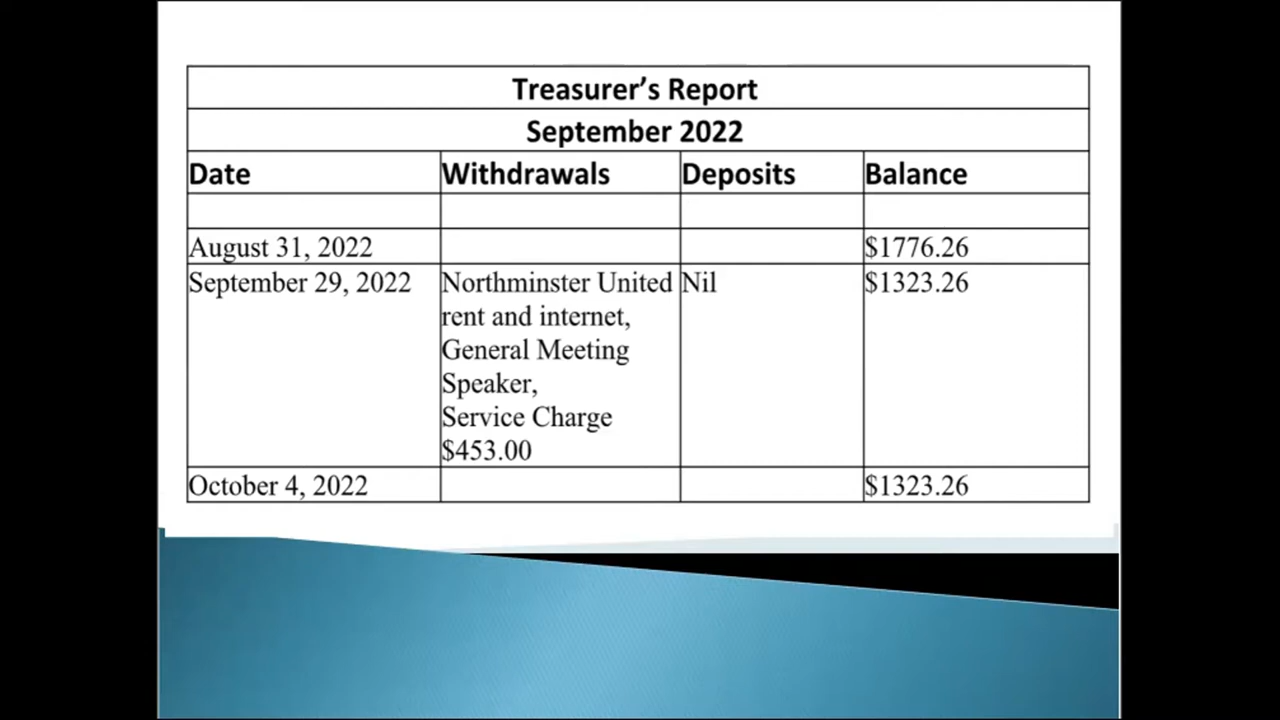 Treasurer’s Report
September 2022
Date Withdrawals Deposits Balance
August 31, 2022 $1776.26
September 29, 2022 Northminster United Nil $1323.26
rent and internet,
General Meeting
Speaker,
Service Charge
$453.00
October 4, 2022 $1323.26